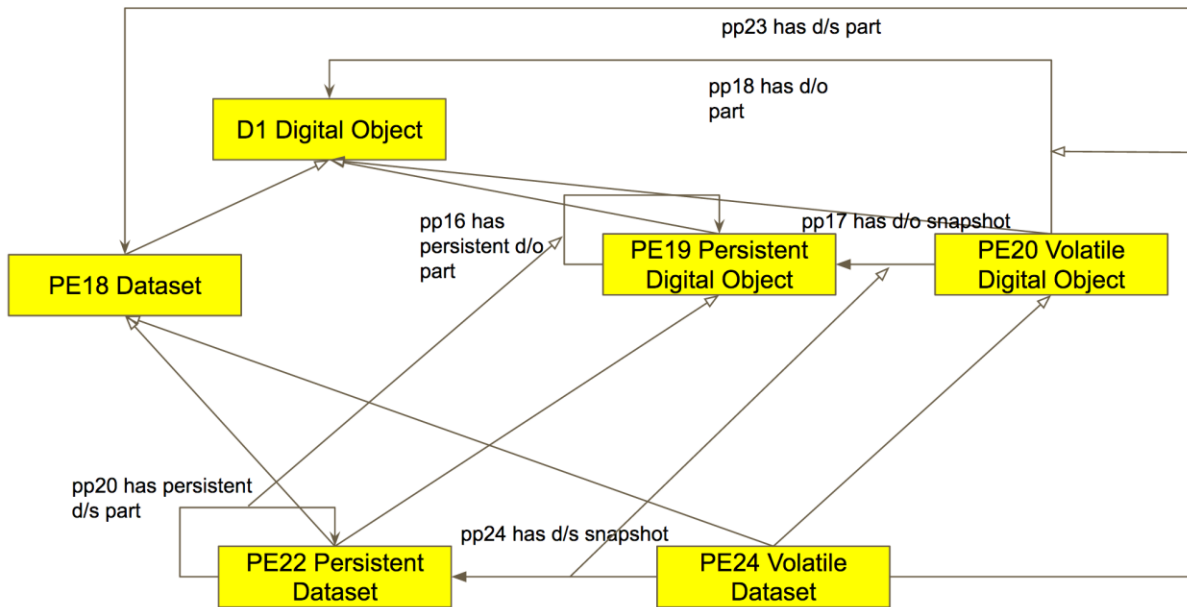 pp23 has d/s part
pp18 has d/o
part
D1 Digital Object
pp16 has
persistent d/o
part
pp17 has d/o snapshot
PE19 Persistent
Digital Object
PE20 Volatile
Digital Object
PE18 Dataset
pp20 has persistent
d/s part
pp24 has d/s snapshot
PE22 Persistent
Dataset
PE24 Volatile
Dataset